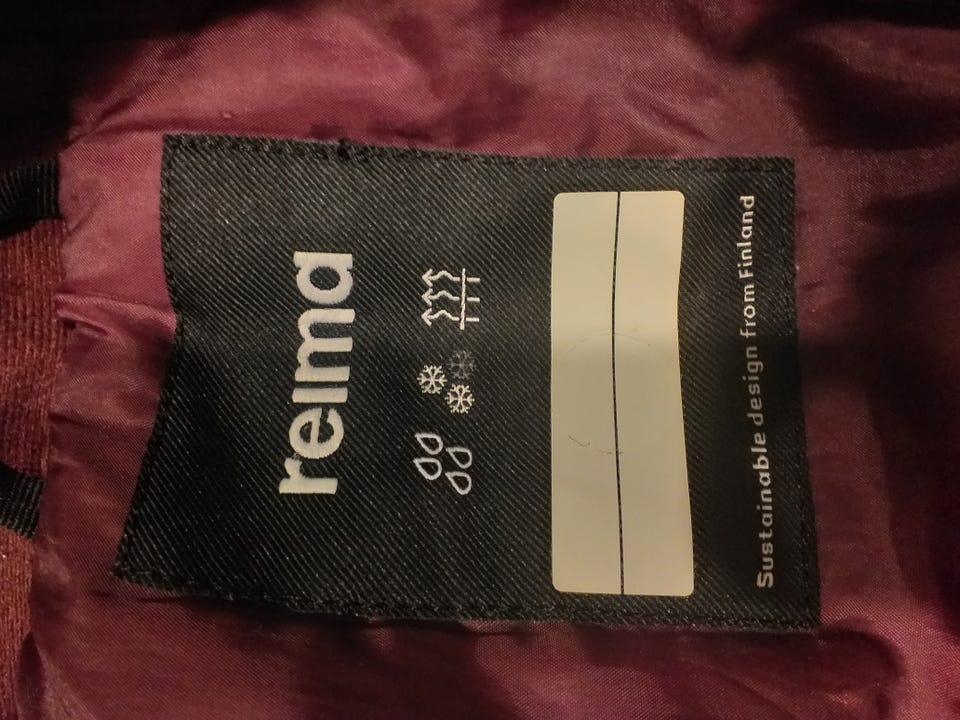 reima
Sustainable design from Finland